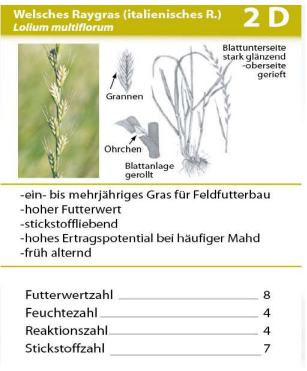 Welsches Raygras (italienisches R.)
Lolium multiflorum
2 D
Blattunterseite
stark glänzend
-oberseite
gerieft
Grannen
Öhrchen
Blattanlage
gerollt
-ein- bis mehrjähriges Gras für Feldfutterbau
-hoher Futterwert
-stickstoffliebend
-hohes Ertragspotential bei häufiger Mahd
-früh alternd
Futterwertzahl 8
Feuchtezahl 4
Reaktionszahl 4
Stickstoffzahl 7